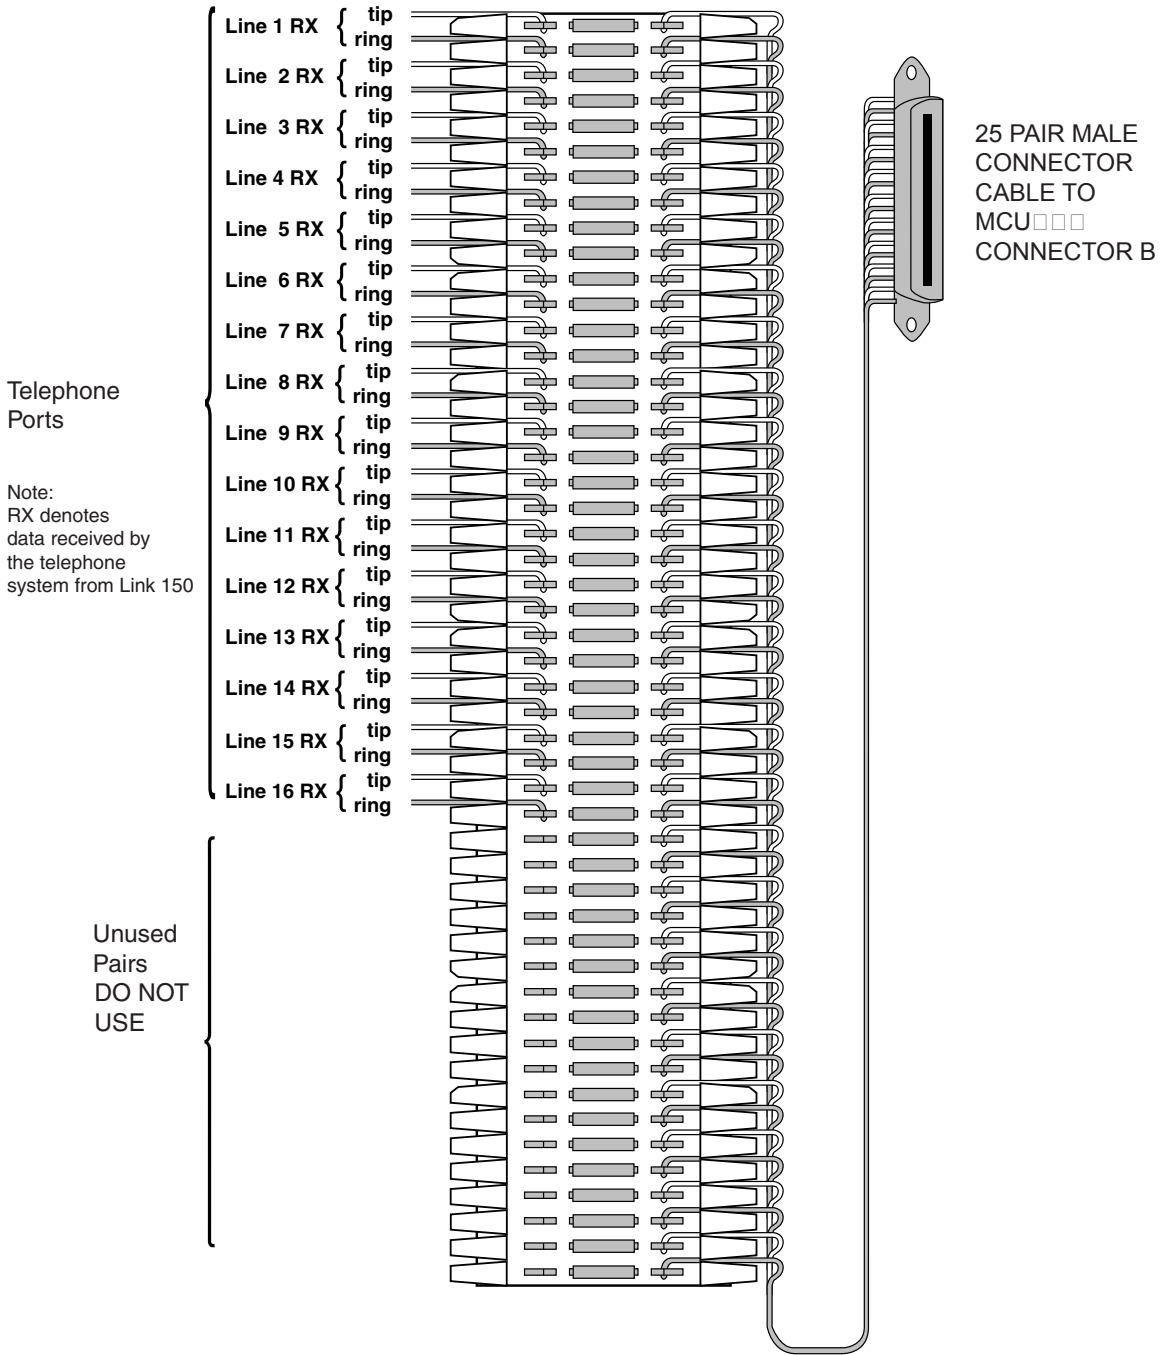 Line 1 RX { tip
ring
Line 2 RX { tip
ring
Line 3 RX { tip
ring
Line 4 RX { tip
ring
Line 5 RX { tip
ring
Line 6 RX { tip
ring
Line 7 RX { tip
ring
Line 8 RX { tip
ring
Line 9 RX { tip
ring
Line 10 RX { tip
ring
Line 11 RX { tip
ring
Line 12 RX { tip
ring
Line 13 RX { tip
ring
Line 14 RX { tip
ring
Line 15 RX { tip
ring
Line 16 RX { tip
ring
Telephone
Ports
Note:
RX denotes
data received by
the telephone
system from Link 150
Unused
Pairs
DO NOT
USE
25 PAIR MALE
CONNECTOR
CABLE TO
MCU□□□
CONNECTOR B